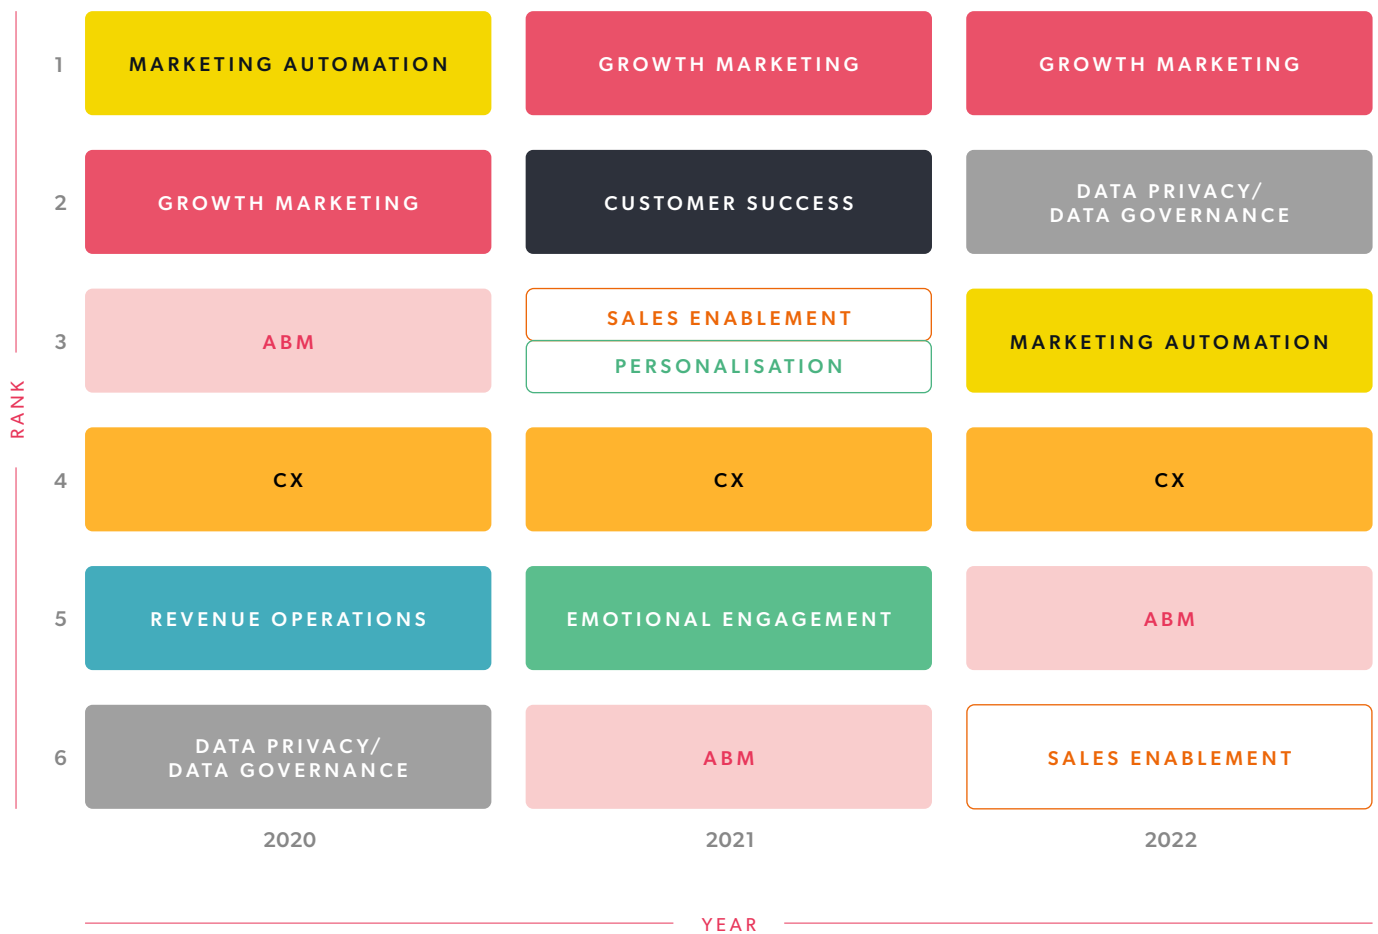 1
MARKETING AUTOMATION
GROWTH MARKETING
GROWTH MARKETING
2
GROWTH MARKETING
CUSTOMER SUCCESS
DATA PRIVACY/
DATA GOVERNANCE
3
ABM
SALES ENABLEMENT
PERSONALISATION
MARKETING AUTOMATION
RANK
4
CX
CX
CX
5
REVENUE OPERATIONS
EMOTIONAL ENGAGEMENT
ABM
6
DATA PRIVACY/
DATA GOVERNANCE
ABM
SALES ENABLEMENT
2020
2021
2022
YEAR